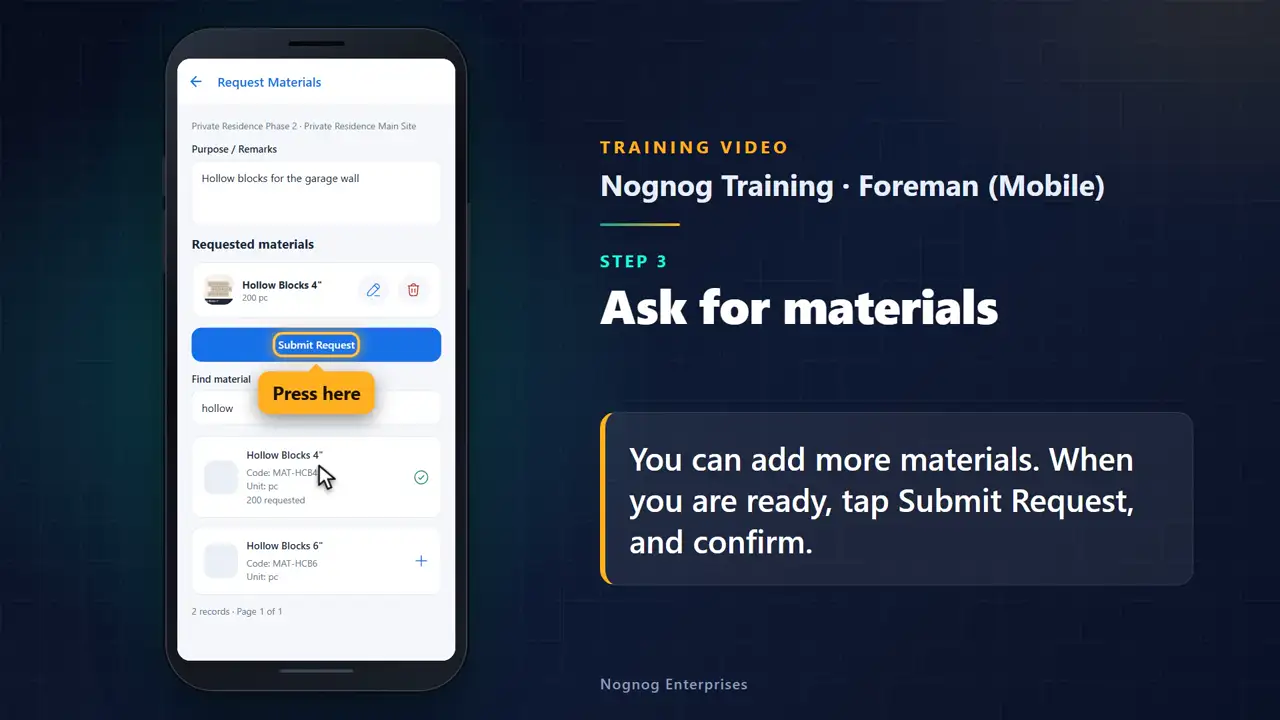 Request Materials
Private Residence Phase 2 · Private Residence Main Site
Purpose / Remarks
Hollow blocks for the garage wall
Requested materials
Hollow Blocks 4"
200 pc
Submit Request
Press here
Find material
hollow
Hollow Blocks 4"
Code: MAT-HCB4
Unit: pc
200 requested
Hollow Blocks 6"
Code: MAT-HCB6
Unit: pc
2 records · Page 1 of 1
TRAINING VIDEO
Nognog Training · Foreman (Mobile)
STEP 3
Ask for materials
You can add more materials. When
you are ready, tap Submit Request,
and confirm.
Nognog Enterprises